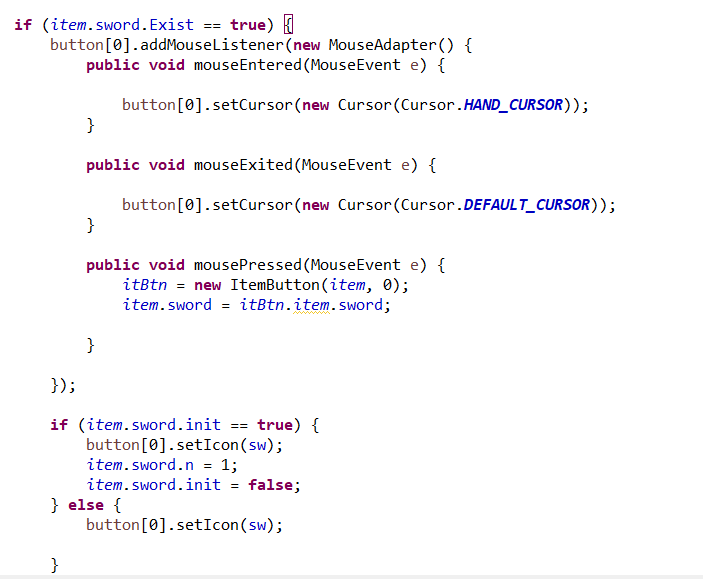 if (item.sword.Exist == true) {
button[0].addMouseListener(new MouseAdapter() {
public void mouseEntered(MouseEvent e) {
button[0].setCursor(new Cursor(Cursor.HAND_CURSOR));
}
public void mouseExited(MouseEvent e) {
button[0].setCursor(new Cursor(Cursor.DEFAULT_CURSOR));
}
public void mousePressed(MouseEvent e) {
itBtn = new ItemButton(item, 0);
item.sword = itBtn.item.sword;
}
});
if (item.sword.init == true) {
button[0].setIcon(sw);
item.sword.n = 1;
item.sword.init = false;
} else {
button[0].setIcon(sw);
}